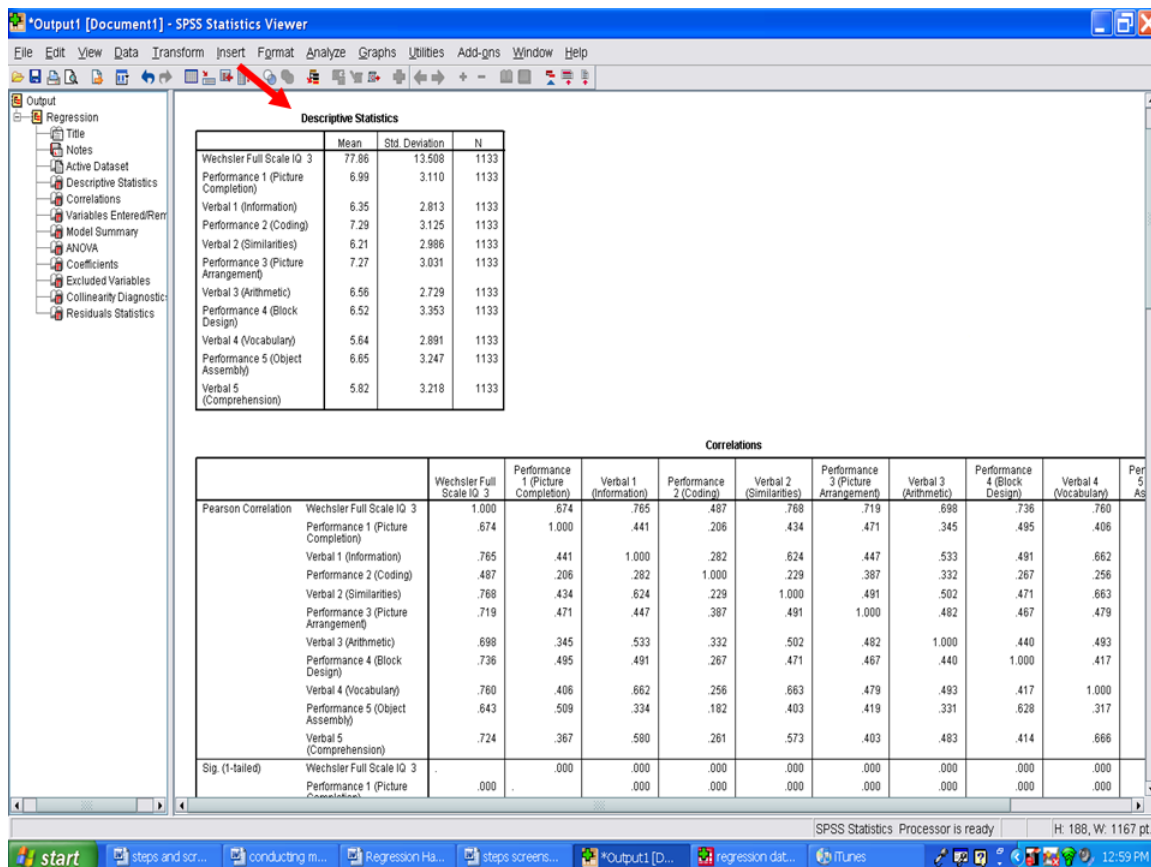 *Output1 [Document1] - SPSS Statistics Viewer
File Edit View Data Transform Insert Format Analyze Graphs Utilities Add-ons Window Help
Output
Regression
Title
Notes
Active Dataset
Descriptive Statistics
Correlations
Variables Entered/Rem
Model Summary
ANOVA
Coefficients
Excluded Variables
Collinearity Diagnostic
Residuals Statistics
Descriptive Statistics
Mean Std. Deviation N
Wechsler Full Scale IQ 3 77.86 13.508 1133
Performance 1 (Picture
Completion) 6.99 3.110 1133
Verbal 1 (Information) 6.35 2.813 1133
Performance 2 (Coding) 7.29 3.125 1133
Verbal 2 (Similarities) 6.21 2.986 1133
Performance 3 (Picture
Arrangement) 7.27 3.031 1133
Verbal 3 (Arithmetic) 6.56 2.729 1133
Performance 4 (Block
Design) 6.52 3.353 1133
Verbal 4 (Vocabulary) 5.64 2.891 1133
Performance 5 (Object
Assembly) 6.65 3.247 1133
Verbal 5
(Comprehension) 5.82 3.218 1133
Correlations
Wechsler Full Scale IQ 3 Performance 1 (Picture Completion) Verbal 1 (Information) Performance 2 (Coding) Verbal 2 (Similarities) Performance 3 (Picture Arrangement) Verbal 3 (Arithmetic) Performance 4 (Block Design) Verbal 4 (Vocabulary) Per 5 As
Pearson Correlation Wechsler Full Scale IQ 3 1.000 .674 .765 .487 .768 .719 .698 .736 .760
Performance 1 (Picture
Completion) .674 1.000 .441 .206 .434 .471 .345 .495 .406
Verbal 1 (Information) .765 .441 1.000 .282 .624 .447 .533 .491 .662
Performance 2 (Coding) .487 .206 .282 1.000 .229 .387 .332 .267 .256
Verbal 2 (Similarities) .768 .434 .624 .229 1.000 .491 .502 .471 .663
Performance 3 (Picture
Arrangement) .719 .471 .447 .387 .491 1.000 .482 .467 .479
Verbal 3 (Arithmetic) .698 .345 .533 .332 .502 .482 1.000 .440 .493
Performance 4 (Block
Design) .736 .495 .491 .267 .471 .467 .440 1.000 .417
Verbal 4 (Vocabulary) .760 .406 .662 .256 .663 .479 .493 .417 1.000
Performance 5 (Object
Assembly) .643 .509 .334 .182 .403 .419 .331 .628 .317
Verbal 5
(Comprehension) .724 .367 .580 .261 .573 .403 .483 .414 .666
Sig. (1-tailed) Wechsler Full Scale IQ 3 . .000 .000 .000 .000 .000 .000 .000 .000
Performance 1 (Picture .000 . .000 .000 .000 .000 .000 .000 .000
SPSS Statistics Processor is ready H: 188, W: 1167 pt.
start steps and scr... conducting m... Regression Ha... steps screens... *Output1 [D... regression dat... iTunes 12:59 PM